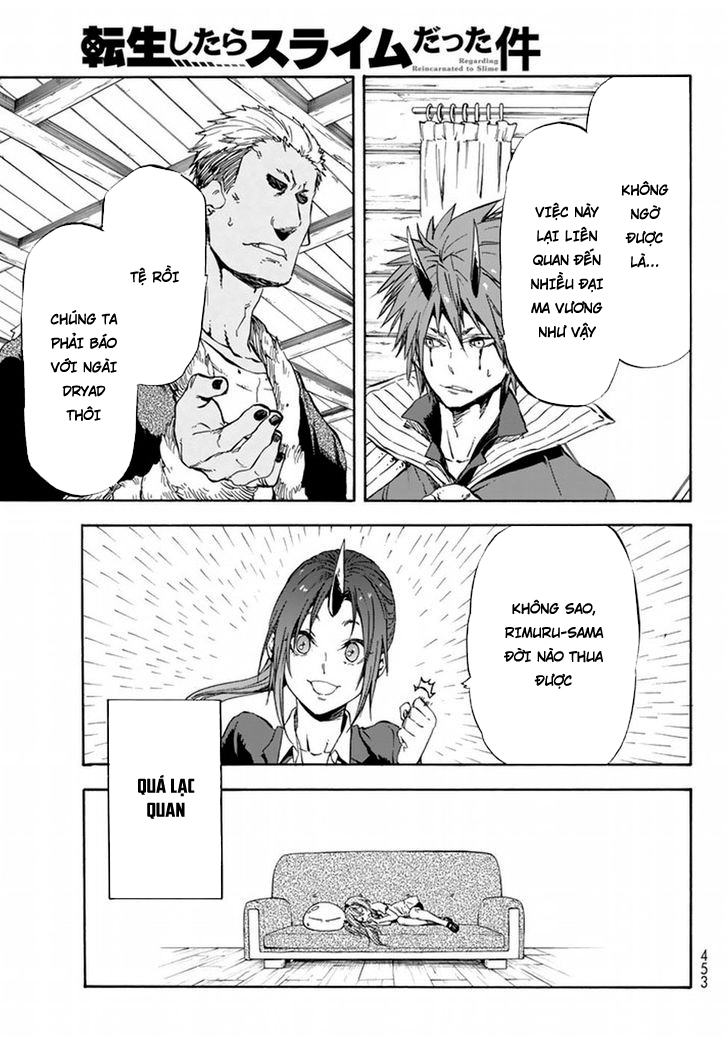 転生したらスライムだった件
Regarding
Reincarnated to Slime
KHÔNG
NGỜ
ĐƯỢC
LÀ...
VIỆC NÀY
LẠI LIÊN
QUAN ĐẾN
NHIỀU ĐẠI
MA VƯƠNG
NHƯ VẬY
TỆ RỒI
CHÚNG TA
PHẢI BÁO
VỚI NGÀI
DRYAD
THÔI
KHÔNG SAO,
RIMURU-SAMA
ĐỜI NÀO THUA
ĐƯỢC
QUÁ LẠC
QUAN
453